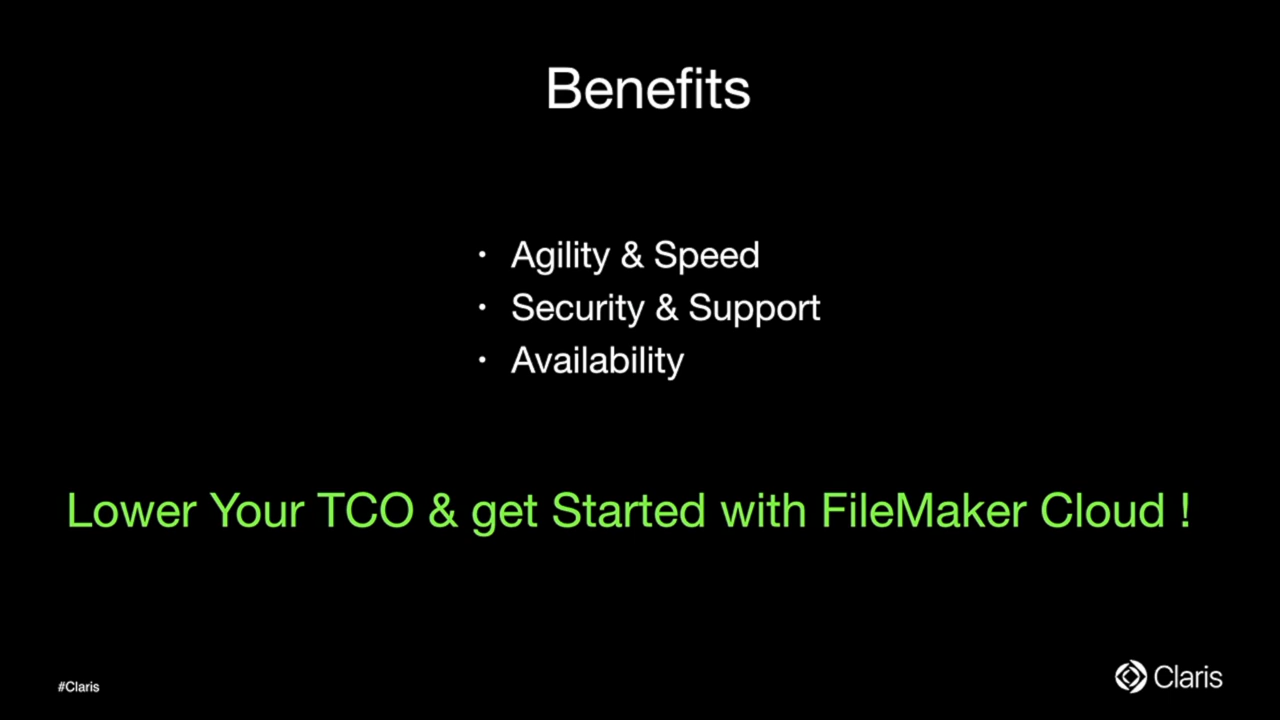 Benefits
· Agility & Speed
· Security & Support
· Availability
Lower Your TCO & get Started with FileMaker Cloud !
#Claris
Claris